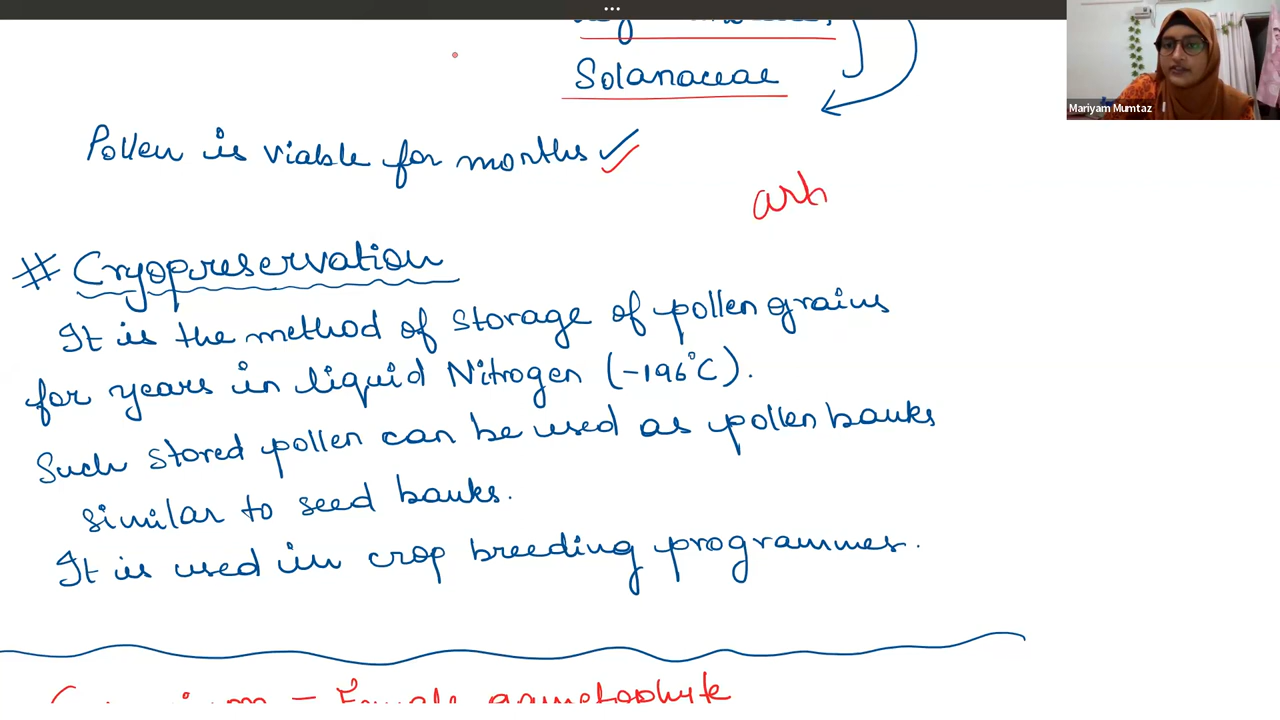 ...
Solanaceae
Mariyam Mumtaz
Pollen is viable for months ✓
# Cryopreservation
It is the method of storage of pollen grains
for years in liquid Nitrogen (-196°C).
Such stored pollen can be used as pollen banks
similar to seed banks.
It is used in crop breeding programmes.
– Female gametophyte